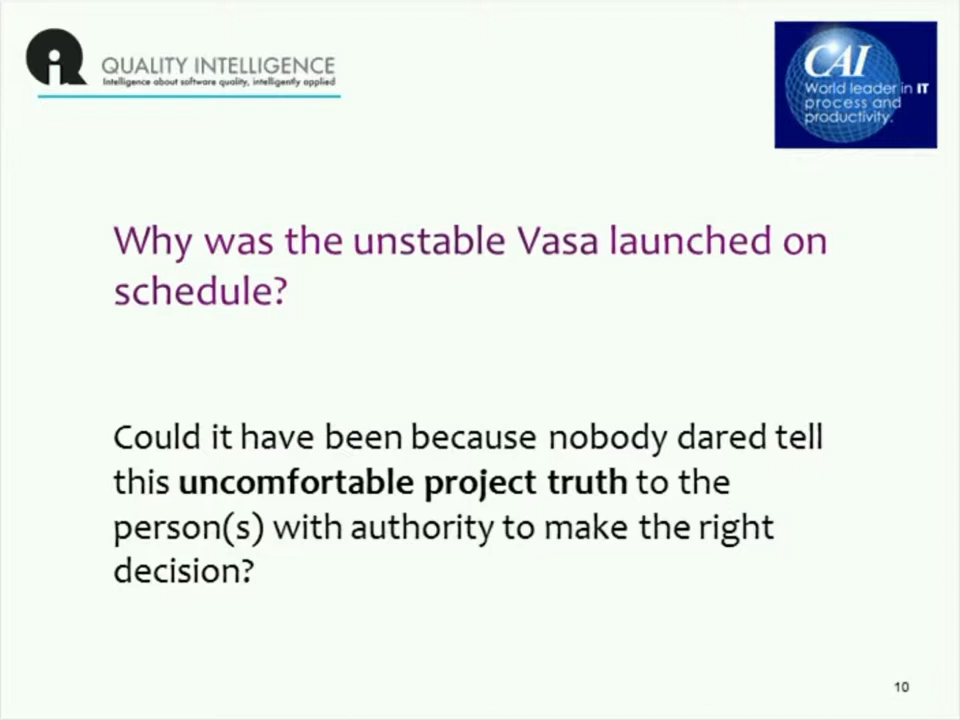 QUALITY INTELLIGENCE
Intelligence about software quality, intelligently applied
CAI
World leader in IT
process and
productivity.
Why was the unstable Vasa launched on
schedule?
Could it have been because nobody dared tell
this uncomfortable project truth to the
person(s) with authority to make the right
decision?
10